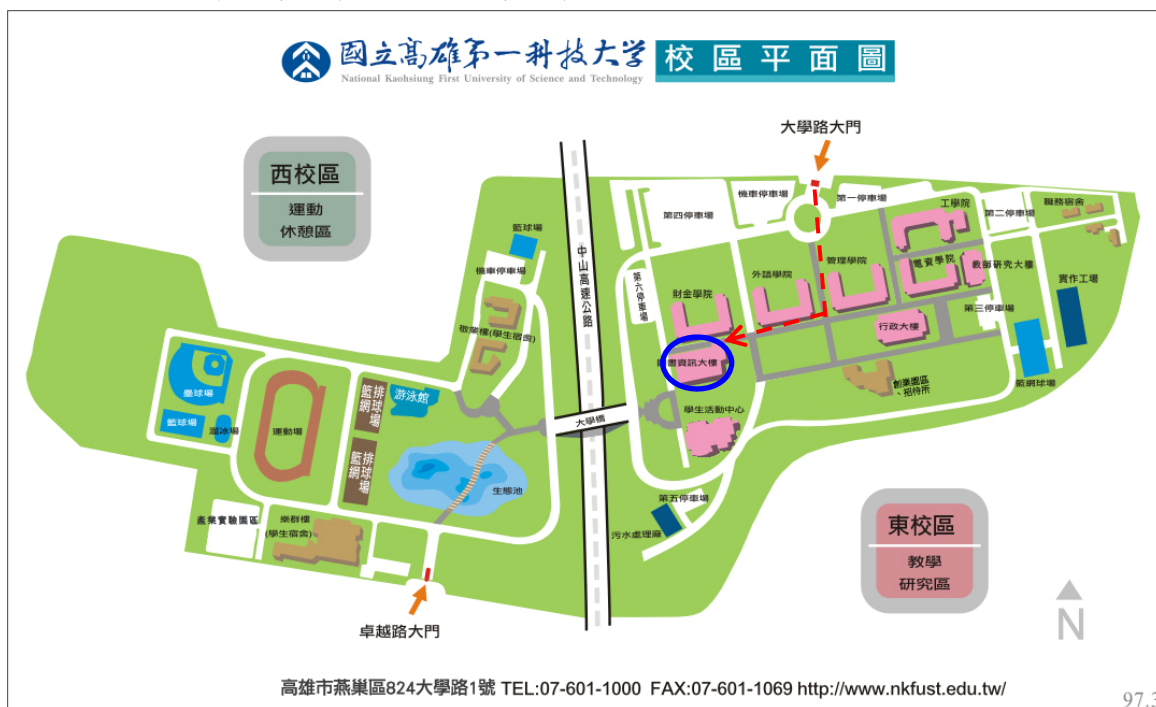 國立高雄第一科技大学
National Kaohsiung First University of Science and Technology
校區平面圖
大學路大門
西校區
運動
休憩區
籃球場
機車停車場
敬業樓(學生宿舍)
中山高速公路
第四停車場
機車停車場
第一停車場
工學院
第二停車場
職務宿舍
第六停車場
財金學院
外語學院
管理學院
電資學院
教師研究大樓
實作工場
第三停車場
行政大樓
書資訊大樓
創業園區
、招待所
籃網球場
學生活動中心
大學橋
壘球場
籃球場
溜冰場
運動場
排球場
籃網
游泳館
排球場
籃網
生態池
第五停車場
污水處理廠
產業實驗園區
樂群樓
(學生宿舍)
卓越路大門
東校區
教學
研究區
N
高雄市燕巢區824大學路1號 TEL:07-601-1000 FAX:07-601-1069 http://www.nkfust.edu.tw/
97.3